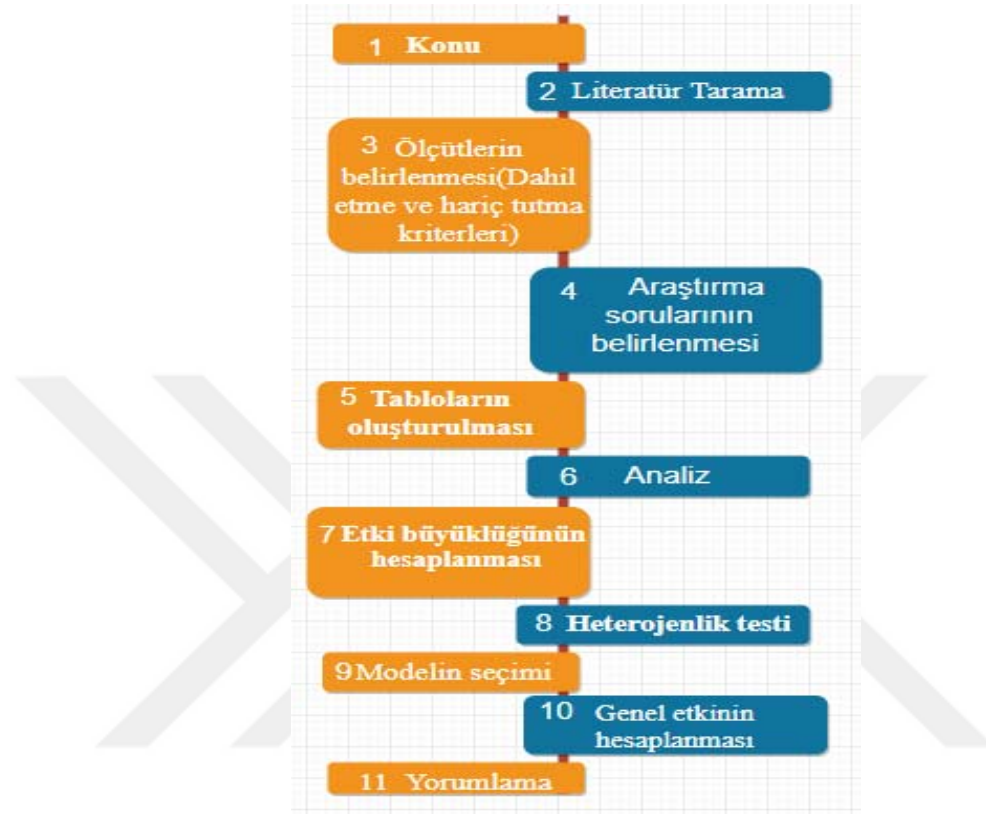 1 Konu
2 Literatür Tarama
3 Ölçütlerin
belirlenmesi(Dahil
etme ve hariç tutma
kriterleri)
4 Araştırma
sorularının
belirlenmesi
5 Tabloların
oluşturulması
6 Analiz
7 Etki büyüklüğünün
hesaplanması
8 Heterojenlik testi
9 Modelin seçimi
10 Genel etkinin
hesaplanması
11 Yorumlama